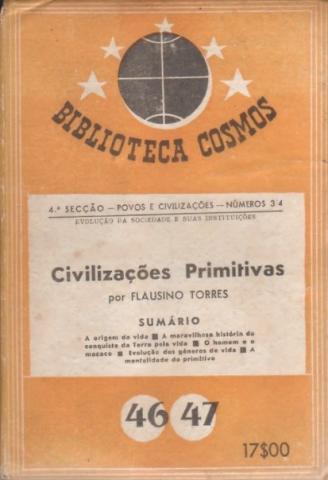 BIBLIOTECA COSMOS
4.ª SECÇÃO — POVOS E CIVILIZAÇÕES — NÚMEROS 3/4
EVOLUÇÃO DA SOCIEDADE E SUAS INSTITUIÇÕES
Civilizações Primitivas
por FLAUSINO TORRES
SUMÁRIO
A origem da vida ■ A maravilhosa história da
conquista da Terra pela vida ■ O homem e o
macaco ■ Evolução dos géneros de vida ■ A
mentalidade do primitivo
46 47
17$00